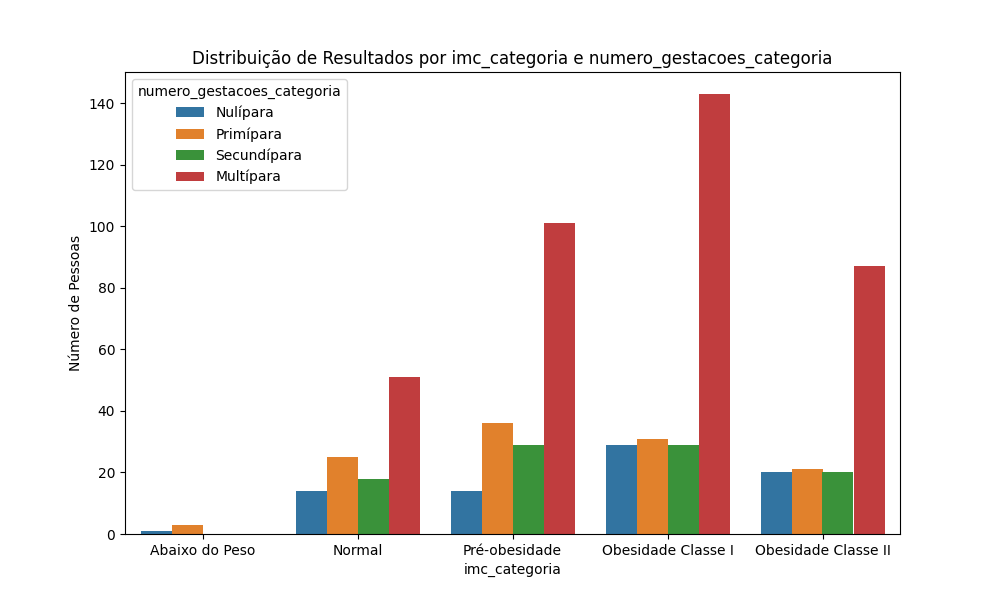 Distribuição de Resultados por imc_categoria e numero_gestacoes_categoria
numero_gestacoes_categoria
Nulípara
Primípara
Secundípara
Multípara
Número de Pessoas
140
120
100
80
60
40
20
0
Abaixo do Peso
Normal
Pré-obesidade
Obesidade Classe I
Obesidade Classe II
imc_categoria